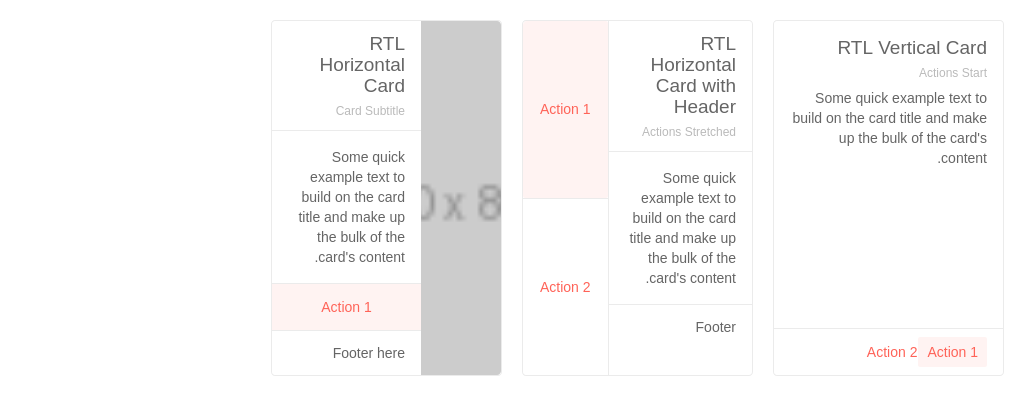 RTL Vertical Card
Actions Start
Some quick example text to
build on the card title and make
up the bulk of the card's
.content
Action 1
Action 2
RTL
Horizontal
Card with
Header
Actions Stretched
Some quick
example text to
build on the card
title and make up
the bulk of the
.card's content
Footer
Action 1
Action 2
0 x 8
RTL
Horizontal
Card
Card Subtitle
Some quick
example text to
build on the card
title and make up
the bulk of the
.card's content
Action 1
Footer here